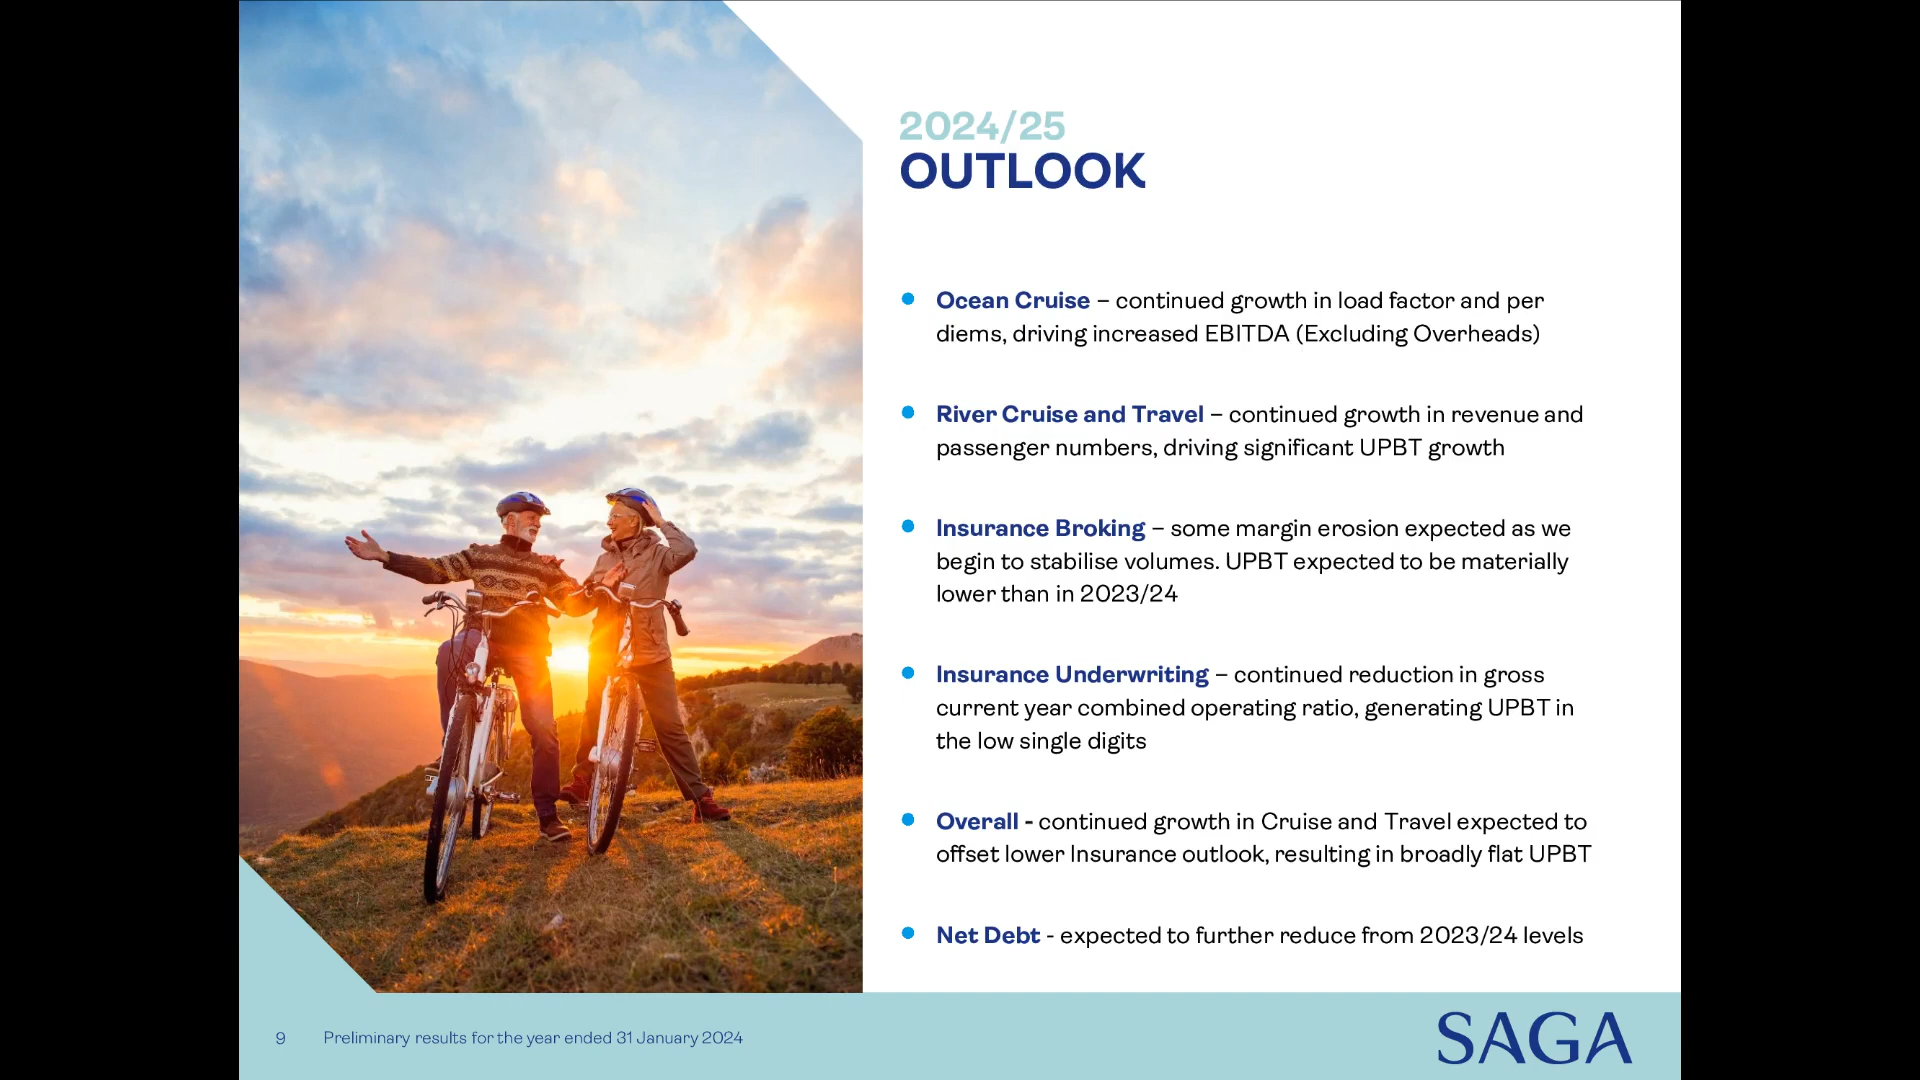 2024/25
OUTLOOK
Ocean Cruise – continued growth in load factor and per
diems, driving increased EBITDA (Excluding Overheads)
River Cruise and Travel – continued growth in revenue and
passenger numbers, driving significant UPBT growth
Insurance Broking – some margin erosion expected as we
begin to stabilise volumes. UPBT expected to be materially
lower than in 2023/24
Insurance Underwriting – continued reduction in gross
current year combined operating ratio, generating UPBT in
the low single digits
Overall - continued growth in Cruise and Travel expected to
offset lower Insurance outlook, resulting in broadly flat UPBT
Net Debt - expected to further reduce from 2023/24 levels
9 Preliminary results for the year ended 31 January 2024
SAGA